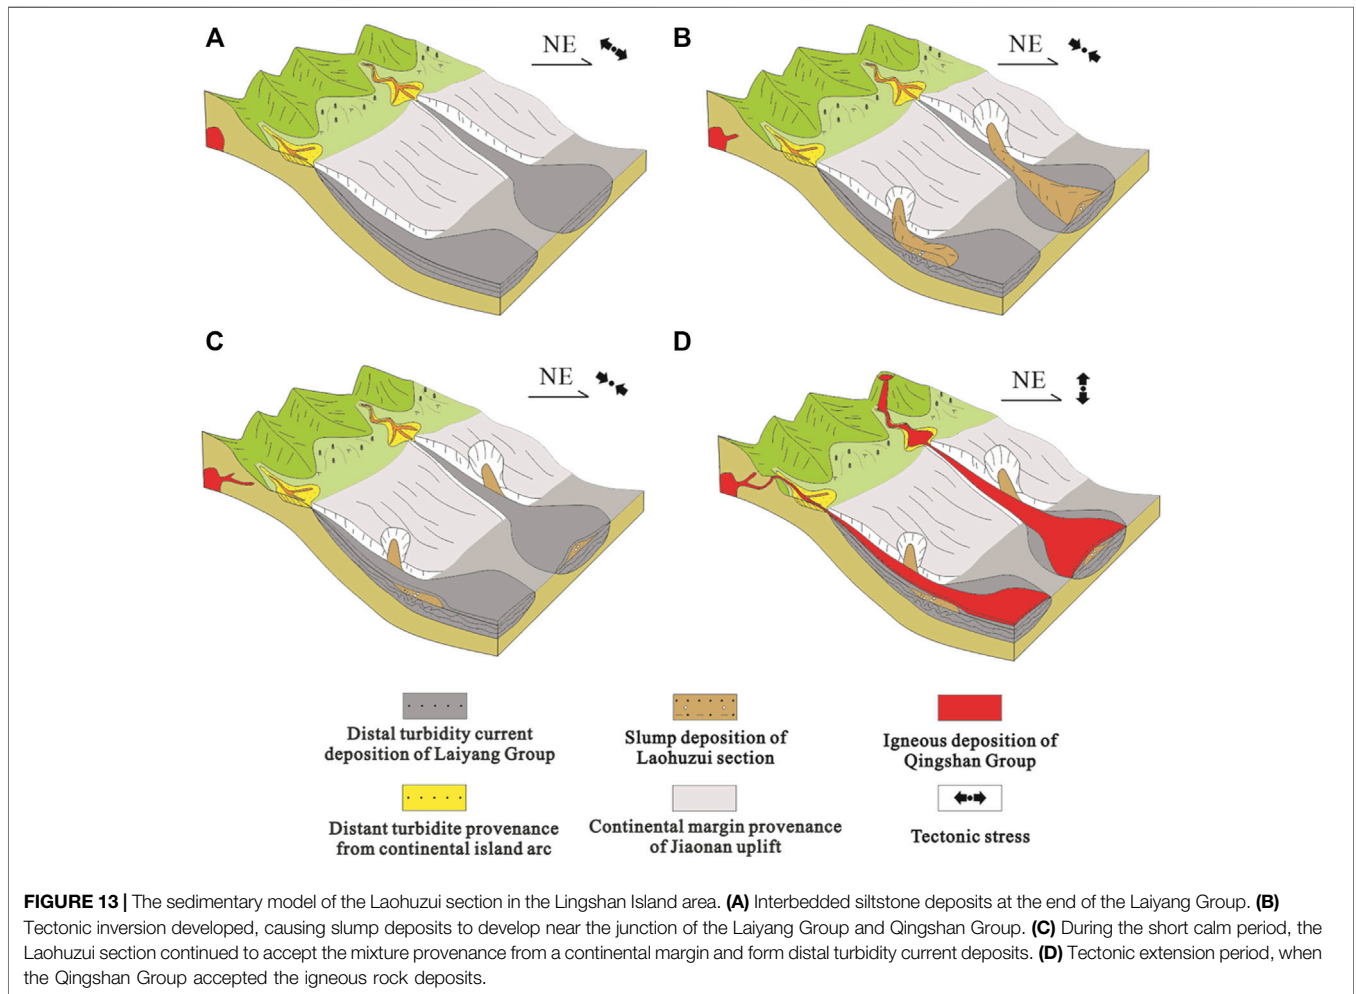 A
NE
B
NE
C
NE
D
NE
Distal turbidity current
deposition of Laiyang Group
Slump deposition of
Laohuzui section
Igneous deposition of
Qingshan Group
Distant turbidite provenance
from continental island arc
Continental margin provenance
of Jiaonan uplift
Tectonic stress
FIGURE 13 | The sedimentary model of the Laohuzui section in the Lingshan Island area. (A) Interbedded siltstone deposits at the end of the Laiyang Group. (B)
Tectonic inversion developed, causing slump deposits to develop near the junction of the Laiyang Group and Qingshan Group. (C) During the short calm period, the
Laohuzui section continued to accept the mixture provenance from a continental margin and form distal turbidity current deposits. (D) Tectonic extension period, when
the Qingshan Group accepted the igneous rock deposits.